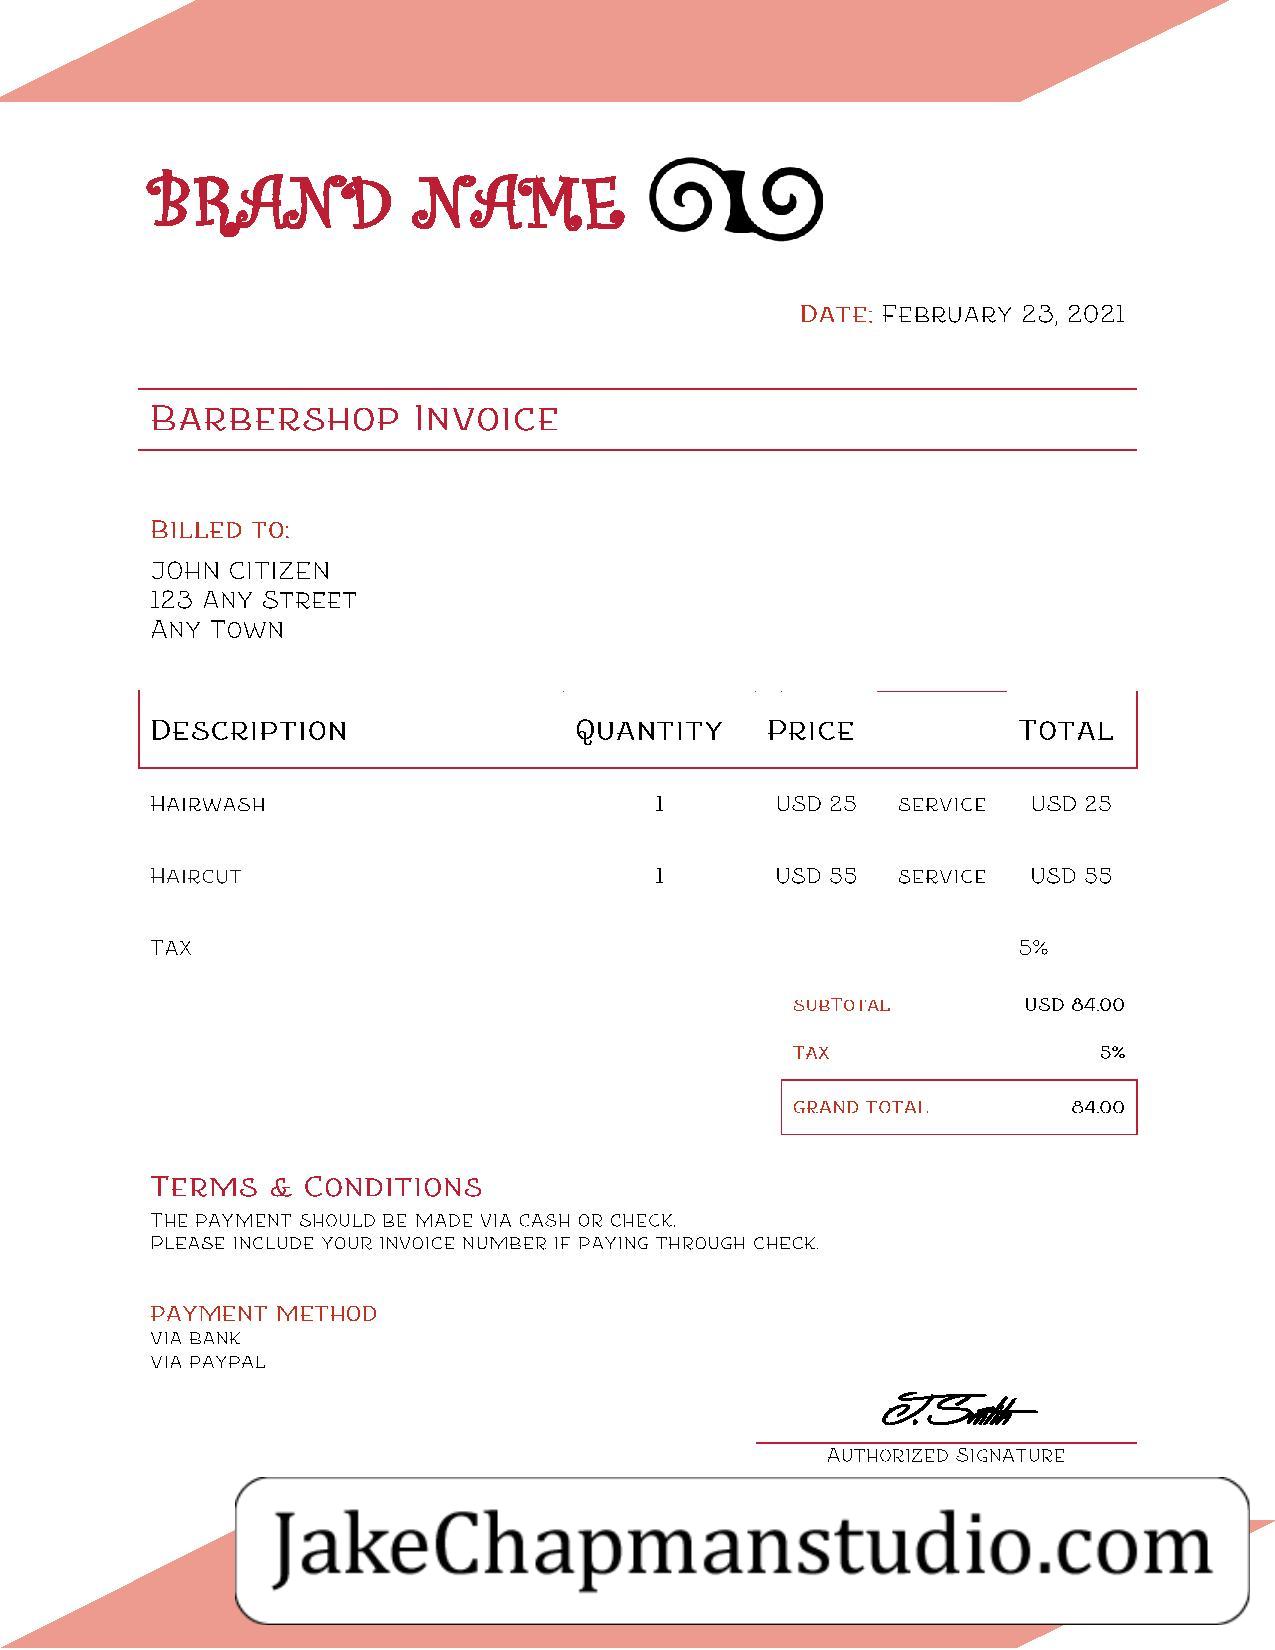 BRAND NAME
DATE: FEBRUARY 23, 2021
BARBERSHOP INVOICE
BILLED TO:
JOHN CITIZEN
123 ANY STREET
ANY TOWN
DESCRIPTION QUANTITY PRICE TOTAL
HAIRWASH 1 USD 25 SERVICE USD 25
HAIRCUT 1 USD 55 SERVICE USD 55
TAX 5%
SUBTOTAL USD 84.00
TAX 5%
GRAND TOTAL 84.00
TERMS & CONDITIONS
THE PAYMENT SHOULD BE MADE VIA CASH OR CHECK.
PLEASE INCLUDE YOUR INVOICE NUMBER IF PAYING THROUGH CHECK.
PAYMENT METHOD
VIA BANK
VIA PAYPAL
J. Smith
AUTHORIZED SIGNATURE
JakeChapmanstudio.com